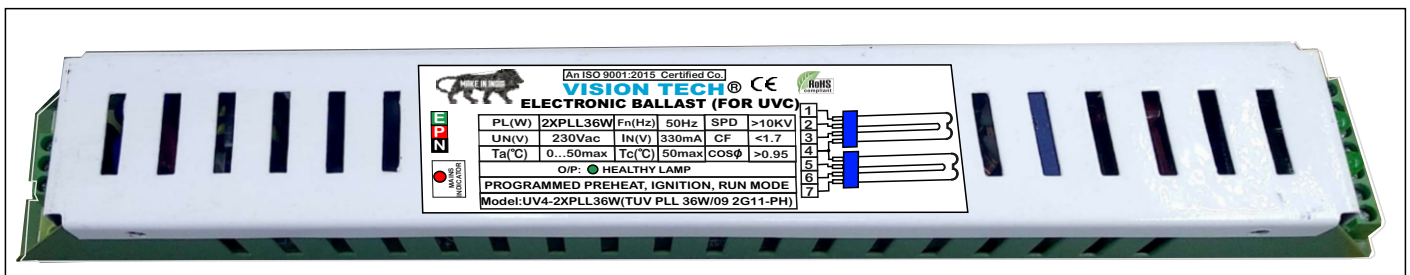 MAKE IN INDIA
An ISO 9001:2015 Certified Co.
VISION TECH® CE RoHS
compliant
ELECTRONIC BALLAST (FOR UVC)
E
P
N
MAINS
INDICATOR
PL(W) 2XPLL36W Fn(Hz) 50Hz SPD >10KV
UN(V) 230Vac IN(V) 330mA CF <1.7
Ta(°C) 0...50max Tc(°C) 50max COSϕ >0.95
O/P: HEALTHY LAMP
PROGRAMMED PREHEAT, IGNITION, RUN MODE
Model:UV4-2XPLL36W(TUV PLL 36W/09 2G11-PH)
1
2
3
4
5
6
7